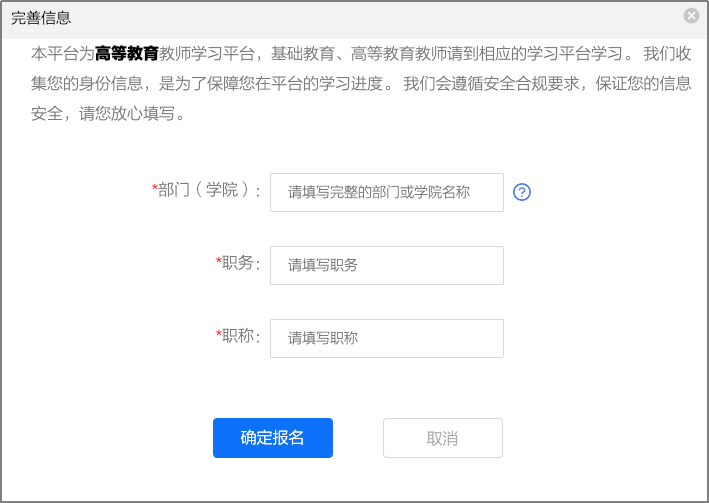 完善信息
本平台为高等教育教师学习平台，基础教育、高等教育教师请到相应的学习平台学习。 我们收
集您的身份信息，是为了保障您在平台的学习进度。 我们会遵循安全合规要求，保证您的信息
安全，请您放心填写。
*部门（学院）: 请填写完整的部门或学院名称 ?
*职务: 请填写职务
*职称: 请填写职称
确定报名 取消